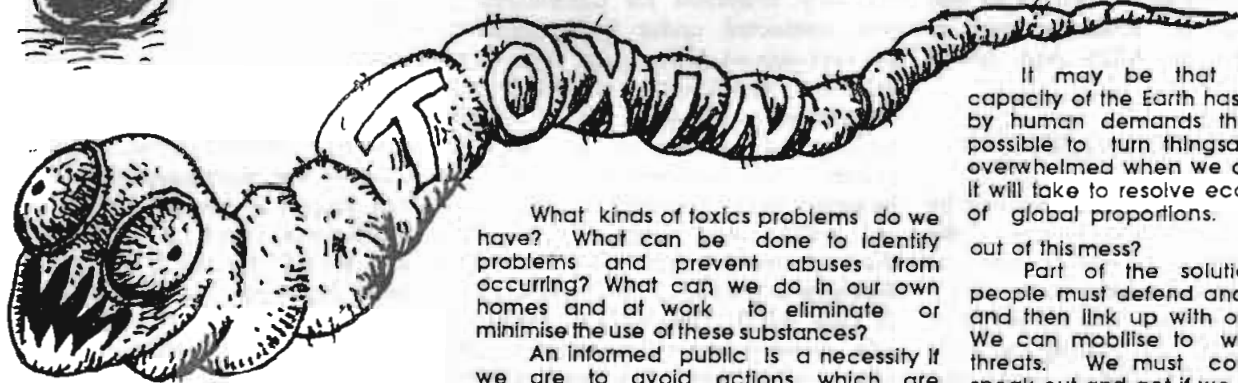 TOXIN
What kinds of toxics problems do we
have? What can be done to identify
problems and prevent abuses from
occurring? What can we do in our own
homes and at work to eliminate or
minimise the use of these substances?
An informed public is a necessity if
we are to avoid actions which are
It may be that
capacity of the Earth has
by human demands
possible to turn thingsa
overwhelmed when we
it will take to resolve
of global proportions.
out of this mess?
Part of the
people must defend and
and then link up with
We can mobilise to
threats. We must
speak out and act if we